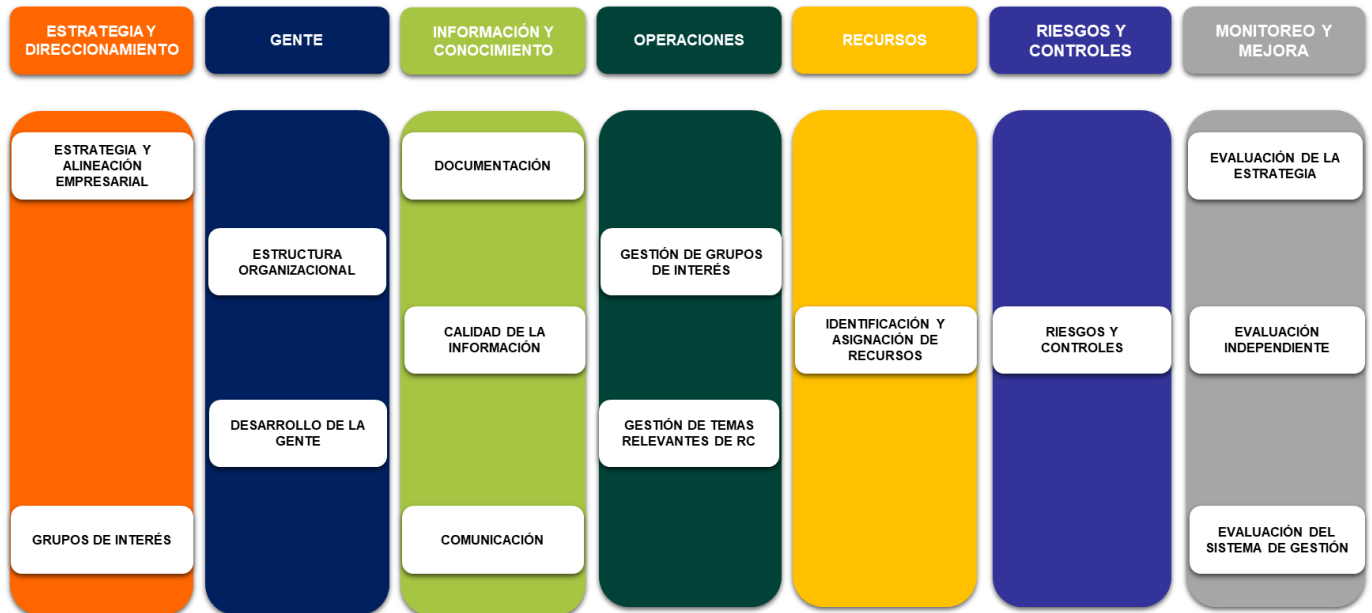 ESTRATEGIA Y
DIRECCIONAMIENTO
GENTE
INFORMACIÓN Y
CONOCIMIENTO
OPERACIONES
RECURSOS
RIESGOS Y
CONTROLES
MONITOREO Y
MEJORA
ESTRATEGIA Y
ALINEACIÓN
EMPRESARIAL
GRUPOS DE INTERÉS
ESTRUCTURA
ORGANIZACIONAL
DESARROLLO DE LA
GENTE
DOCUMENTACIÓN
CALIDAD DE LA
INFORMACIÓN
COMUNICACIÓN
GESTIÓN DE GRUPOS
DE INTERÉS
GESTIÓN DE TEMAS
RELEVANTES DE RC
IDENTIFICACIÓN Y
ASIGNACIÓN DE
RECURSOS
RIESGOS Y
CONTROLES
EVALUACIÓN DE LA
ESTRATEGIA
EVALUACIÓN
INDEPENDIENTE
EVALUACIÓN DEL
SISTEMA DE GESTIÓN